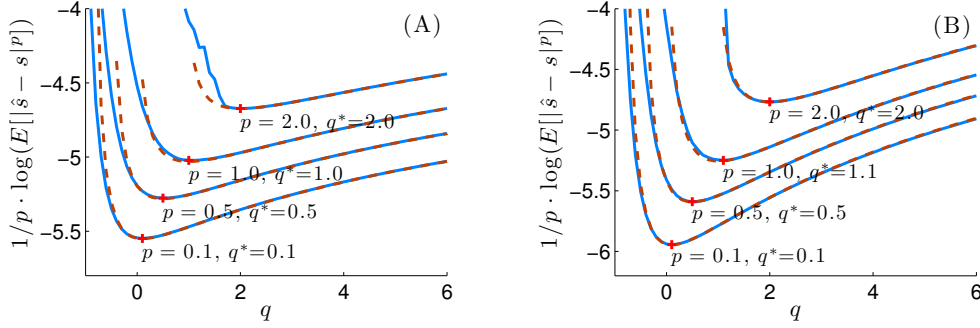 (A)
1/p · log(E[|ŝ − s|ᵖ])
−4
−4.5
−5
−5.5
p = 2.0, q*=2.0
p = 1.0, q*=1.0
p = 0.5, q*=0.5
p = 0.1, q*=0.1
0 2 4 6
q
(B)
1/p · log(E[|ŝ − s|ᵖ])
−4
−4.5
−5
−5.5
−6
p = 2.0, q*=2.0
p = 1.0, q*=1.1
p = 0.5, q*=0.5
p = 0.1, q*=0.1
0 2 4 6
q